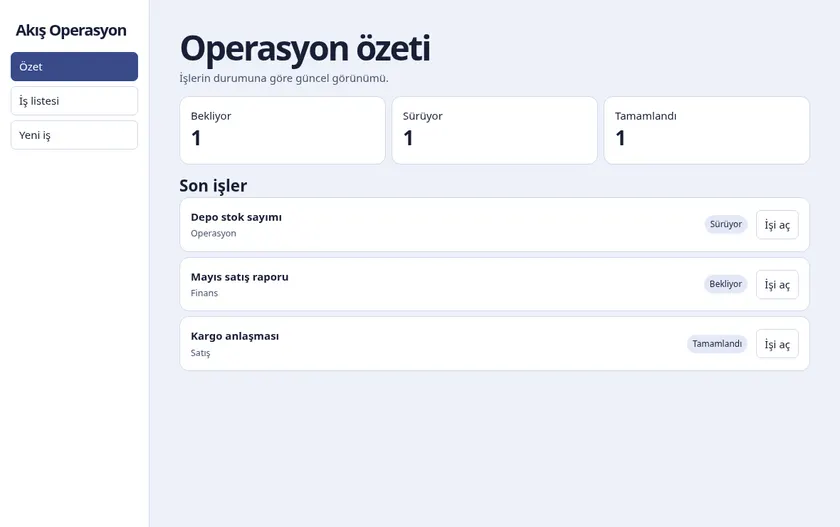 Akış Operasyon
Özet
İş listesi
Yeni iş
Operasyon özeti
İşlerin durumuna göre güncel görünümü.
Bekliyor
1
Sürüyor
1
Tamamlandı
1
Son işler
Depo stok sayımı
Operasyon
Sürüyor
İşi aç
Mayıs satış raporu
Finans
Bekliyor
İşi aç
Kargo anlaşması
Satış
Tamamlandı
İşi aç